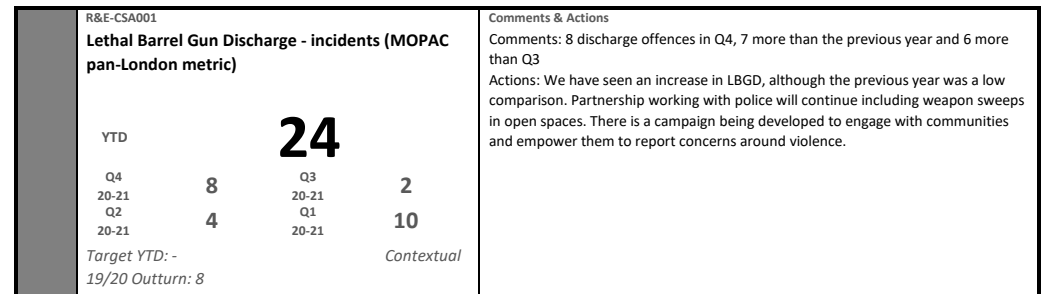 R&E-CSA001
Lethal Barrel Gun Discharge - incidents (MOPAC
pan-London metric)
YTD 24
Q4
20-21 8 Q3
20-21 2
Q2
20-21 4 Q1
20-21 10
Target YTD: - Contextual
19/20 Outturn: 8
Comments & Actions
Comments: 8 discharge offences in Q4, 7 more than the previous year and 6 more
than Q3
Actions: We have seen an increase in LBGD, although the previous year was a low
comparison. Partnership working with police will continue including weapon sweeps
in open spaces. There is a campaign being developed to engage with communities
and empower them to report concerns around violence.